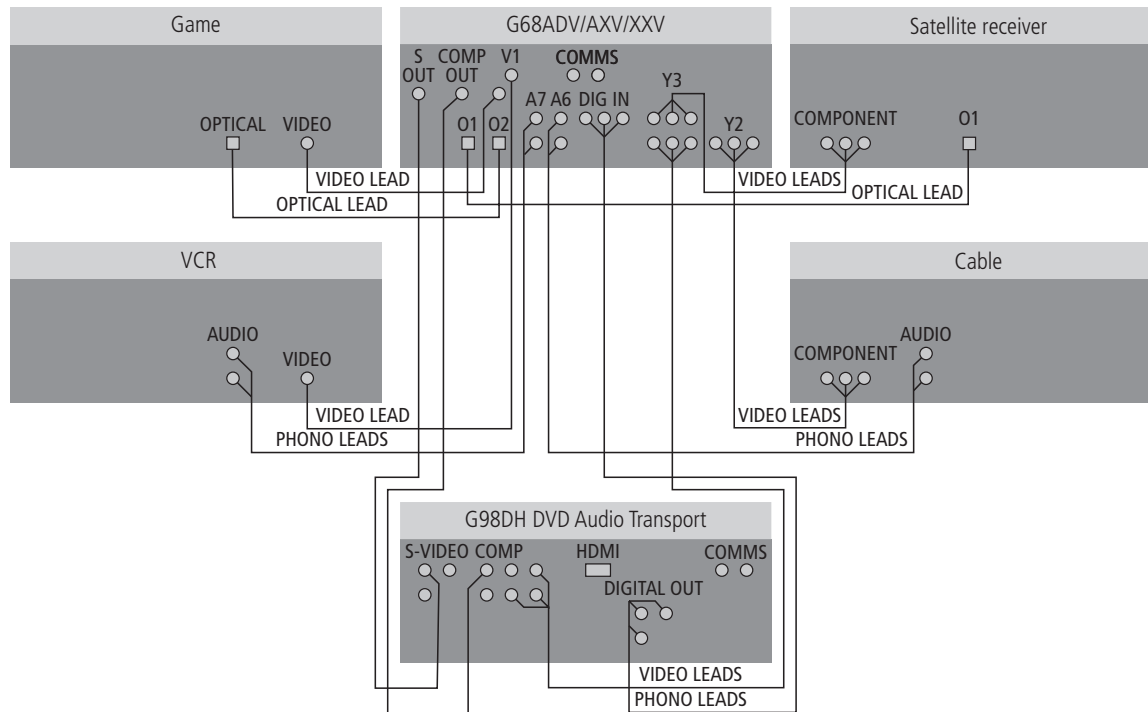 Game
OPTICAL VIDEO
G68ADV/AXV/XXV
S OUT
COMP OUT
V1
COMMS
Y3
A7 A6 DIG IN
O1 O2
Y2
Satellite receiver
COMPONENT
O1
VIDEO LEAD
OPTICAL LEAD
VIDEO LEADS
OPTICAL LEAD
VCR
AUDIO
VIDEO
VIDEO LEAD
PHONO LEADS
Cable
AUDIO
COMPONENT
VIDEO LEADS
PHONO LEADS
G98DH DVD Audio Transport
S-VIDEO COMP HDMI COMMS
DIGITAL OUT
VIDEO LEADS
PHONO LEADS